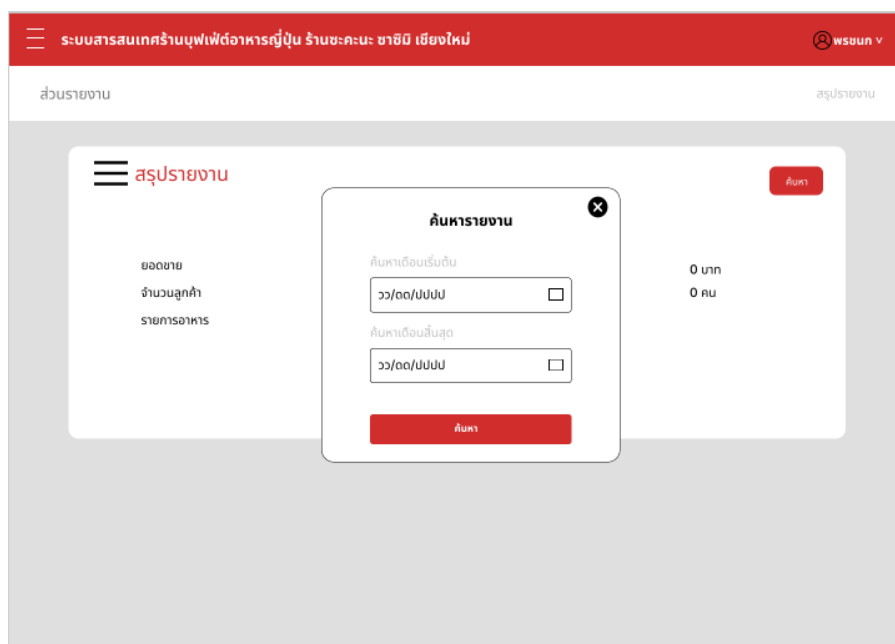 ระบบสารสนเทศร้านบุฟเฟ่ต์อาหารญี่ปุ่น ร้านซะคะนะ ซาชิมิ เชียงใหม่
พรชนก
ส่วนรายงาน
สรุปรายงาน
สรุปรายงาน
ค้นหา
ค้นหารายงาน
ยอดขาย
ค้นหาเดือนเริ่มต้น
0 บาท
จำนวนลูกค้า
วว/ดด/ปปปป
0 คน
รายการอาหาร
ค้นหาเดือนสิ้นสุด
วว/ดด/ปปปป
ค้นหา